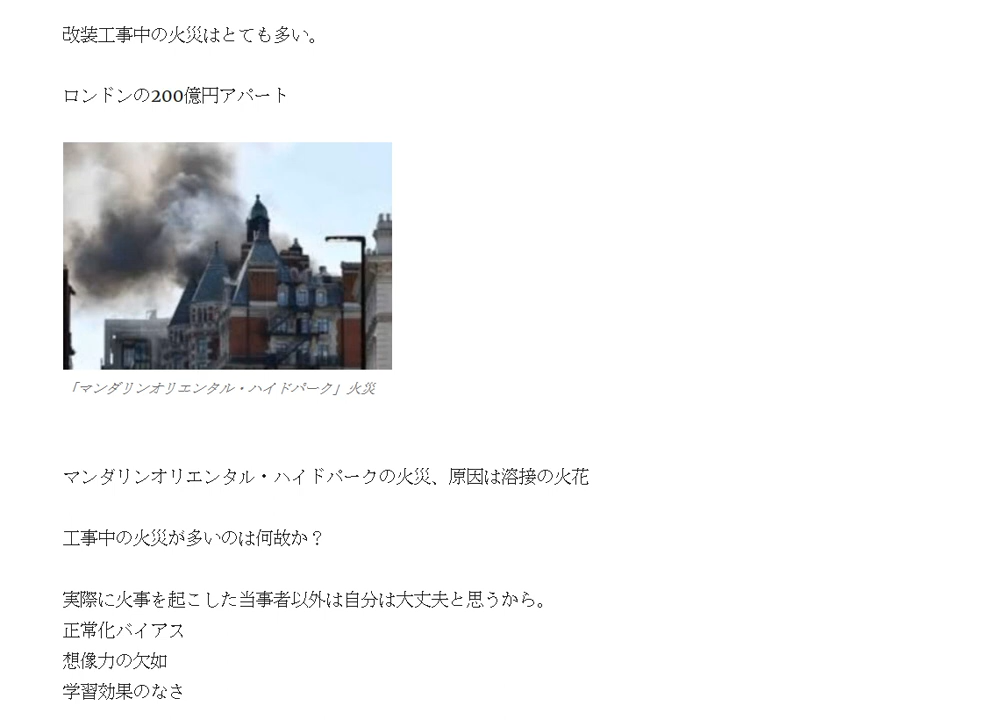 改装工事中の火災はとても多い。
ロンドンの200億円アパート
「マンダリンオリエンタル・ハイドパーク」火災
マンダリンオリエンタル・ハイドパークの火災、原因は溶接の火花
工事中の火災が多いのは何故か？
実際に火事を起こした当事者以外は自分は大丈夫と思うから。
正常化バイアス
想像力の欠如
学習効果のなさ